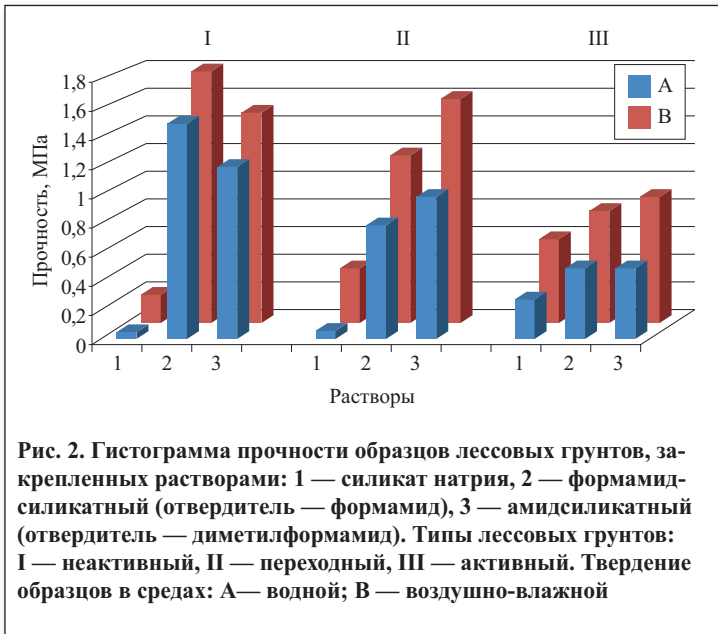 I II III
1,8
1,6
1,4
1,2
1
0,8
0,6
0,4
0,2
0
Прочность, МПа
A
B
1 2 3 1 2 3 1 2 3
Растворы
Рис. 2. Гистограмма прочности образцов лессовых грунтов, за-
крепленных растворами: 1 — силикат натрия, 2 — формамид-
силикатный (отвердитель — формамид), 3 — амидсиликатный
(отвердитель — диметилформамид). Типы лессовых грунтов:
I — неактивный, II — переходный, III — активный. Твердение
образцов в средах: А— водной; В — воздушно-влажной